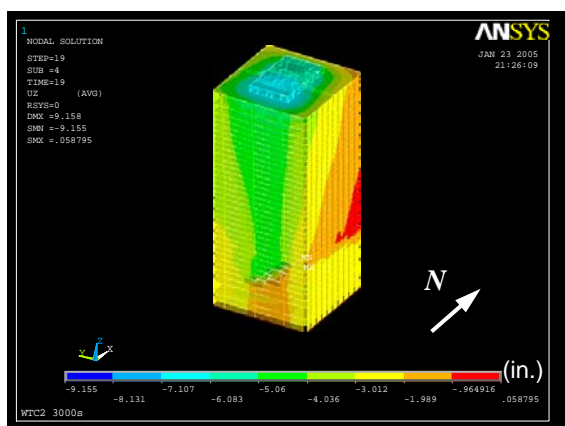 1
NODAL SOLUTION
STEP=19
SUB =4
TIME=19
UZ (AVG)
RSYS=0
DMX =9.158
SMN =-9.155
SMX =.058795
ANSYS
JAN 23 2005
21:26:09
MN
MX
N
Z
Y X
(in.)
-9.155 -7.107 -5.06 -3.012 -.964916
-8.131 -6.083 -4.036 -1.989 .058795
WTC2 3000s